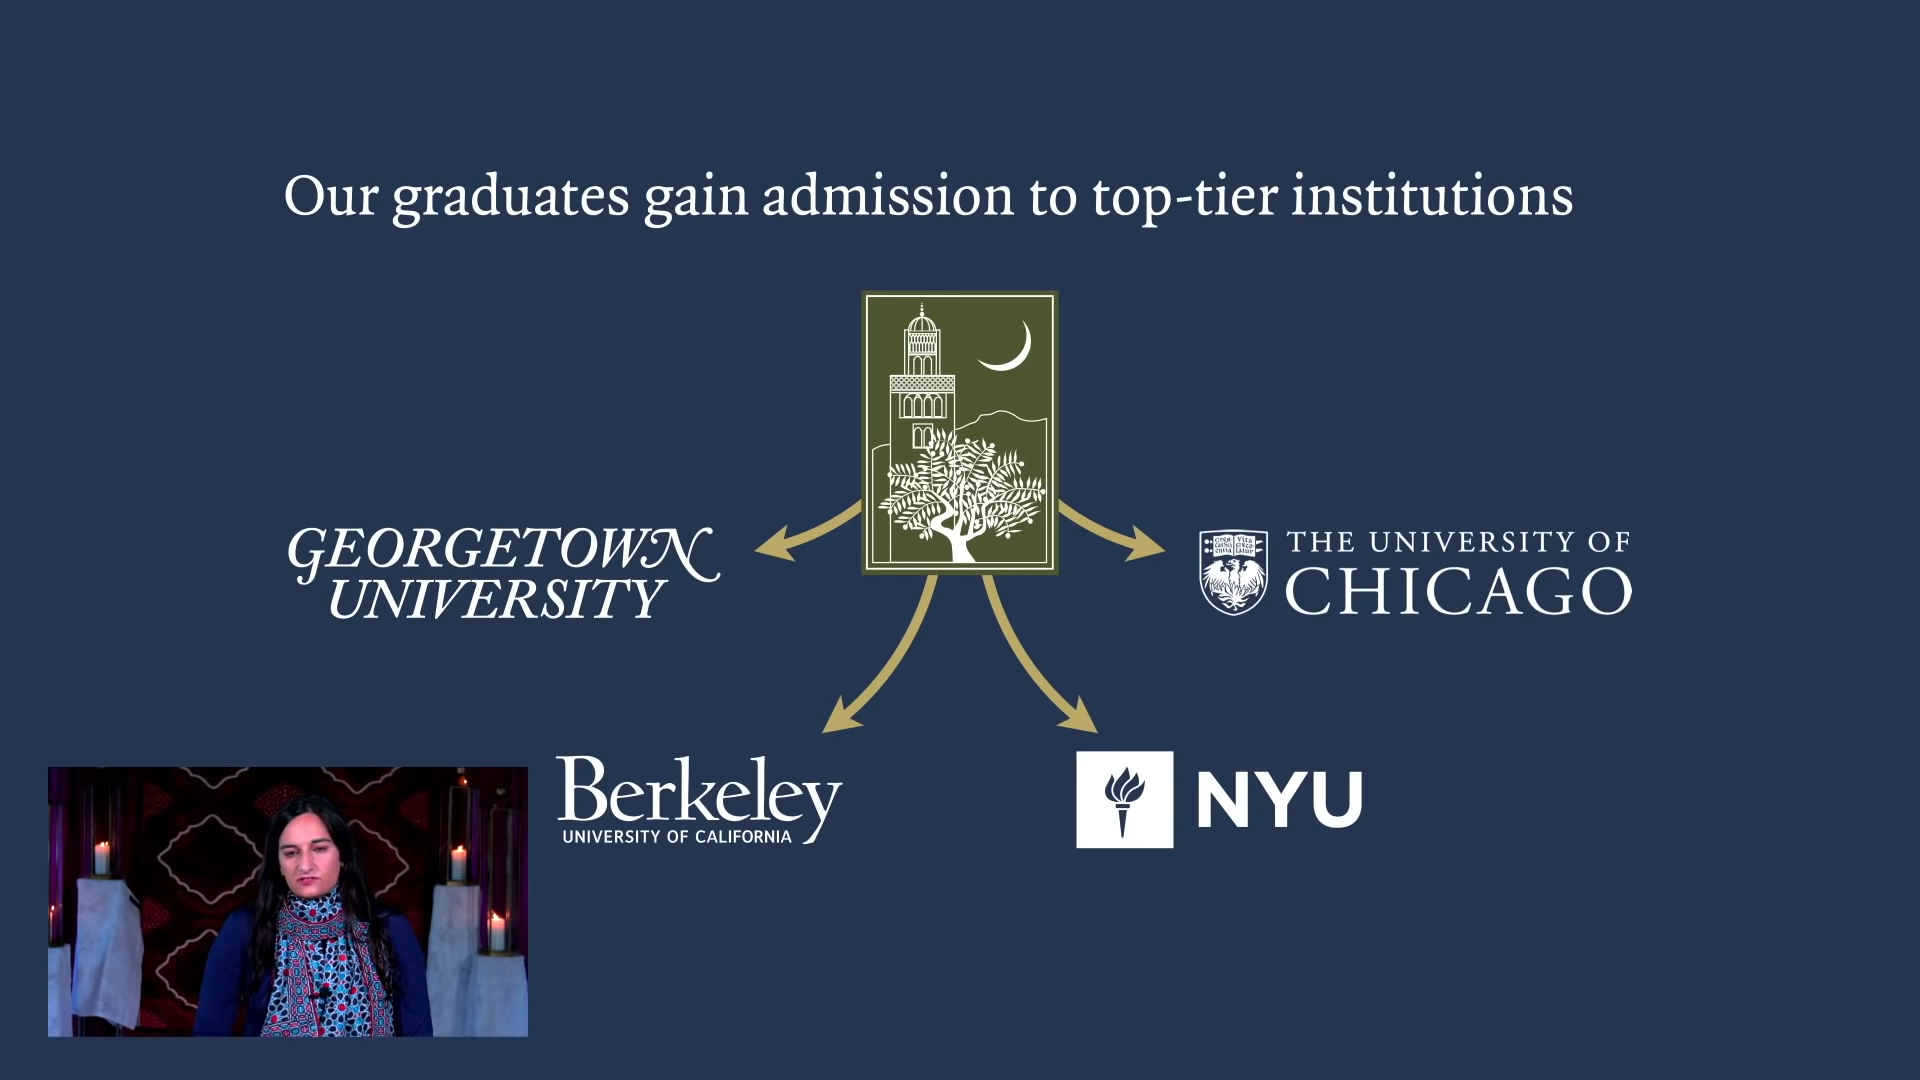 Our graduates gain admission to top-tier institutions
GEORGETOWN
UNIVERSITY
THE UNIVERSITY OF
CHICAGO
Berkeley
UNIVERSITY OF CALIFORNIA
NYU